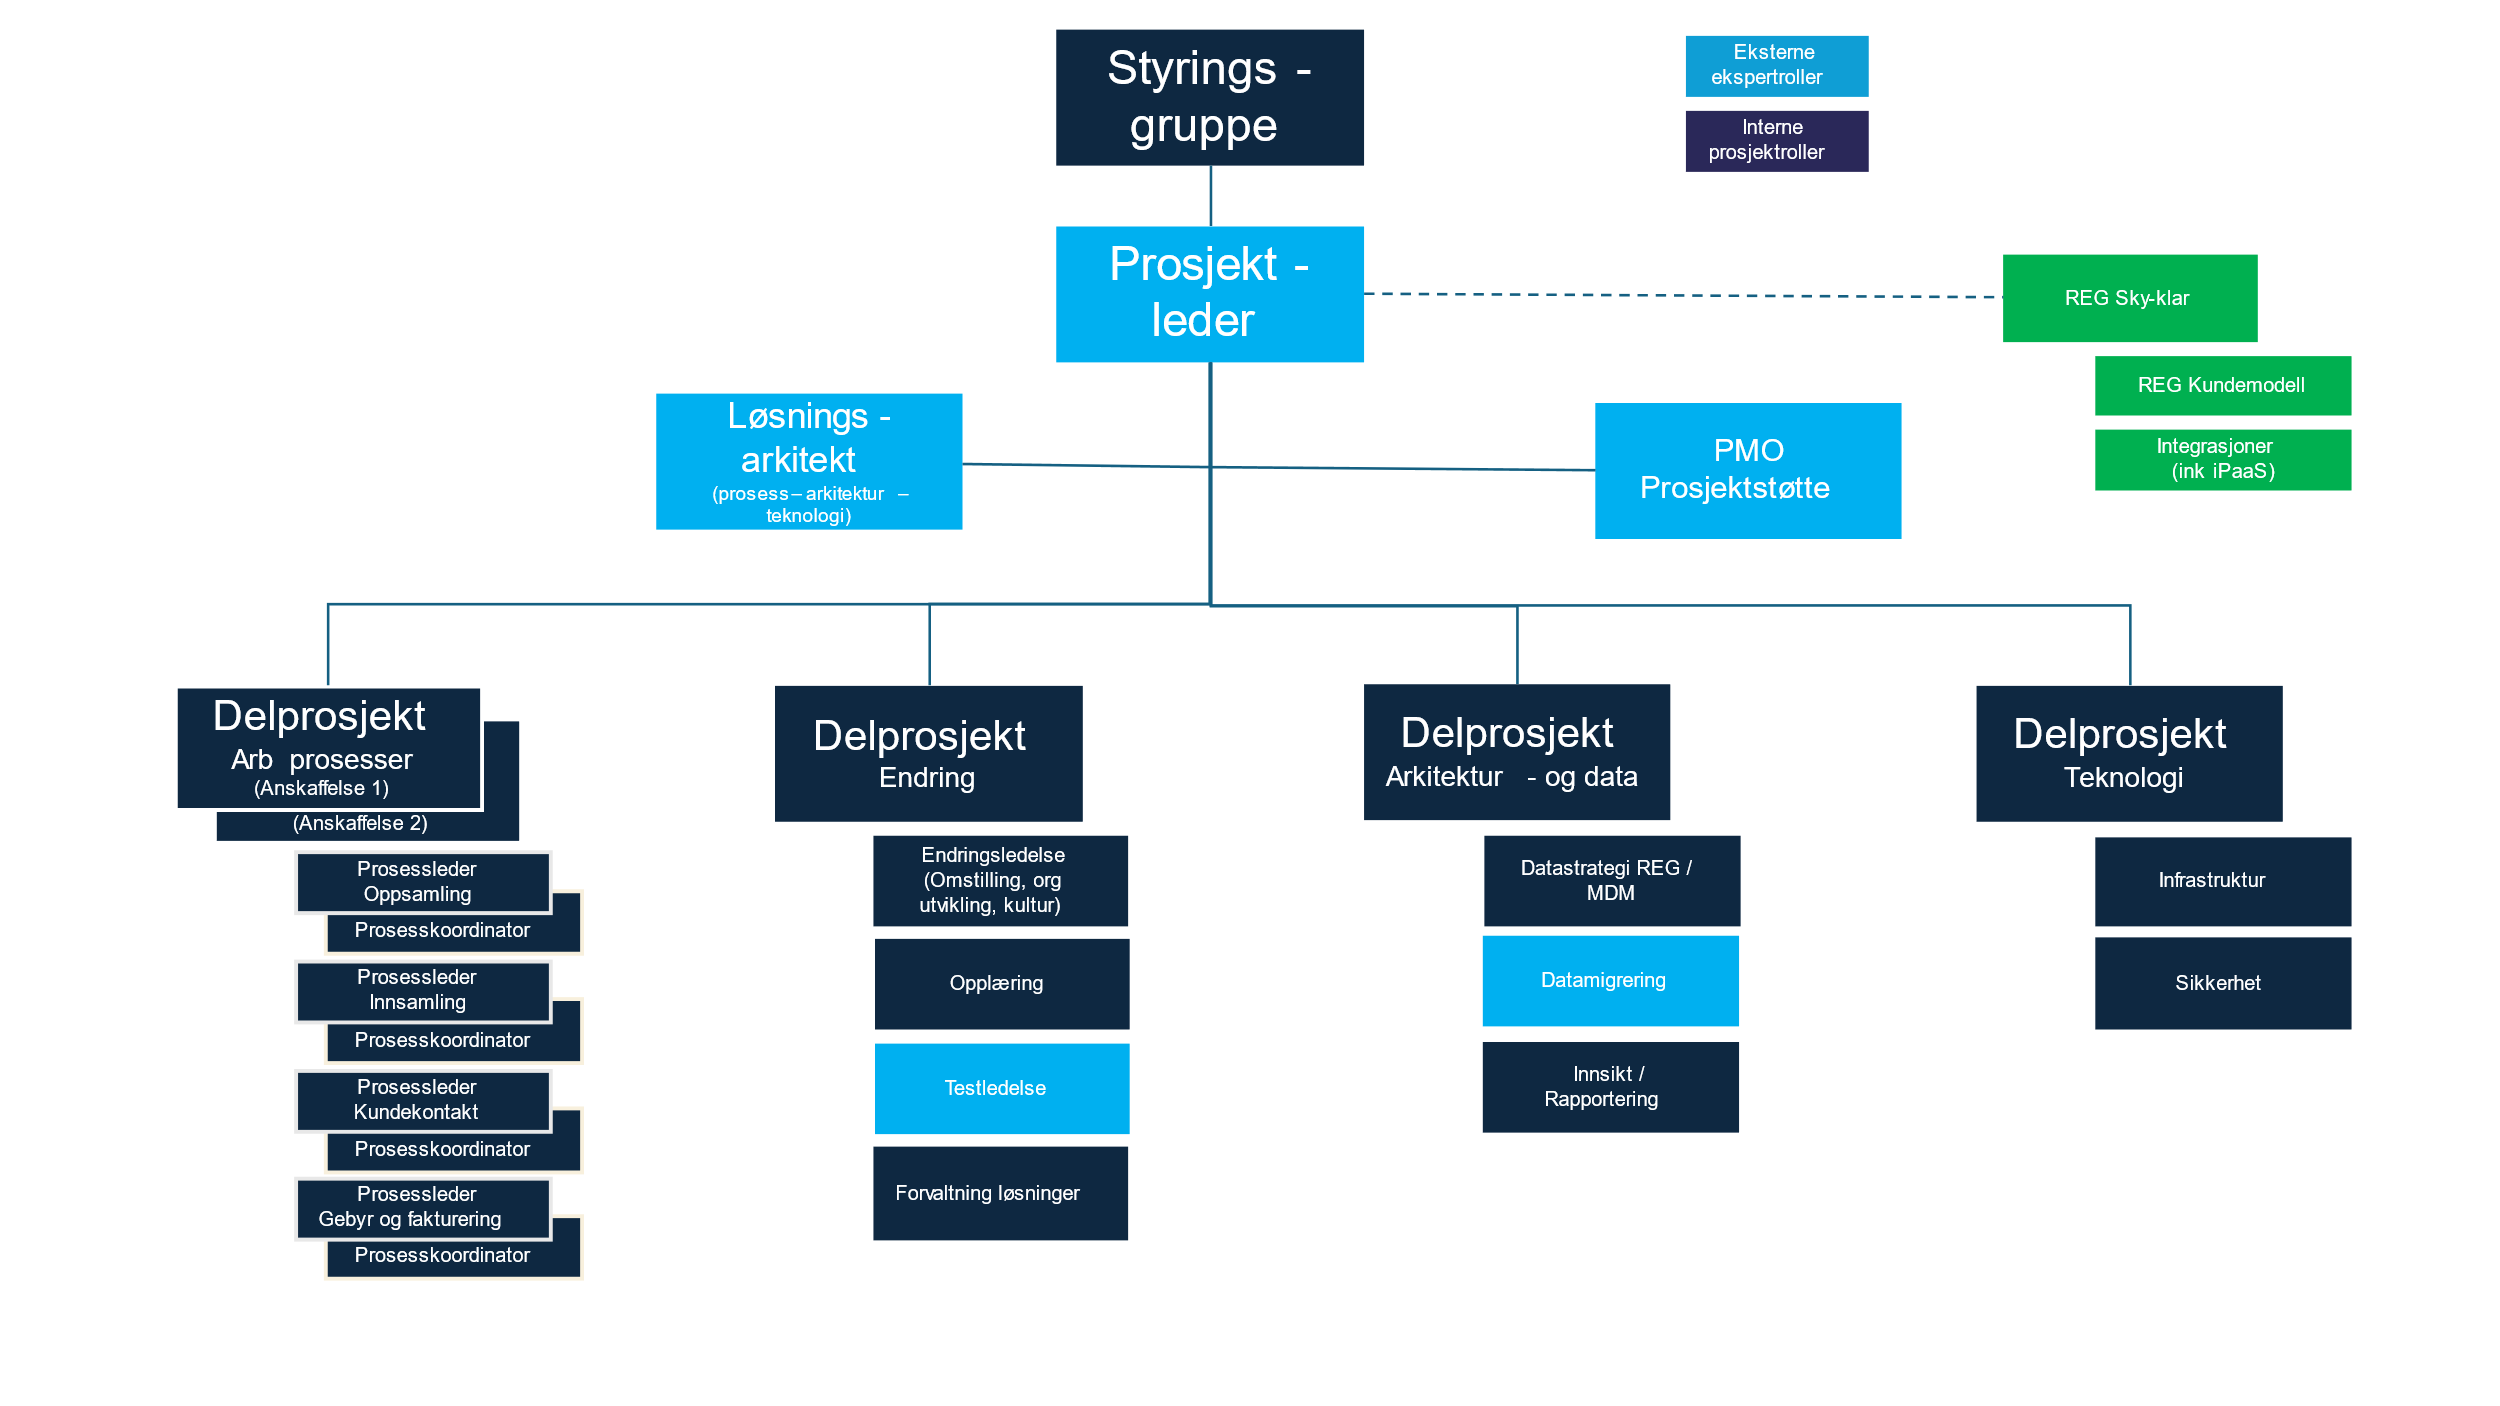 Styrings -
gruppe
Eksterne
ekspertroller
Interne
prosjektroller
Prosjekt -
leder
REG Sky-klar
REG Kundemodell
Integrasjoner
(ink iPaaS)
Løsnings -
arkitekt
(prosess – arkitektur –
teknologi)
PMO
Prosjektstøtte
Delprosjekt
Arb prosesser
(Anskaffelse 1)
(Anskaffelse 2)
Prosessleder
Oppsamling
Prosesskoordinator
Prosessleder
Innsamling
Prosesskoordinator
Prosessleder
Kundekontakt
Prosesskoordinator
Prosessleder
Gebyr og fakturering
Prosesskoordinator
Delprosjekt
Endring
Endringsledelse
(Omstilling, org
utvikling, kultur)
Opplæring
Testledelse
Forvaltning løsninger
Delprosjekt
Arkitektur - og data
Datastrategi REG /
MDM
Datamigrering
Innsikt /
Rapportering
Delprosjekt
Teknologi
Infrastruktur
Sikkerhet